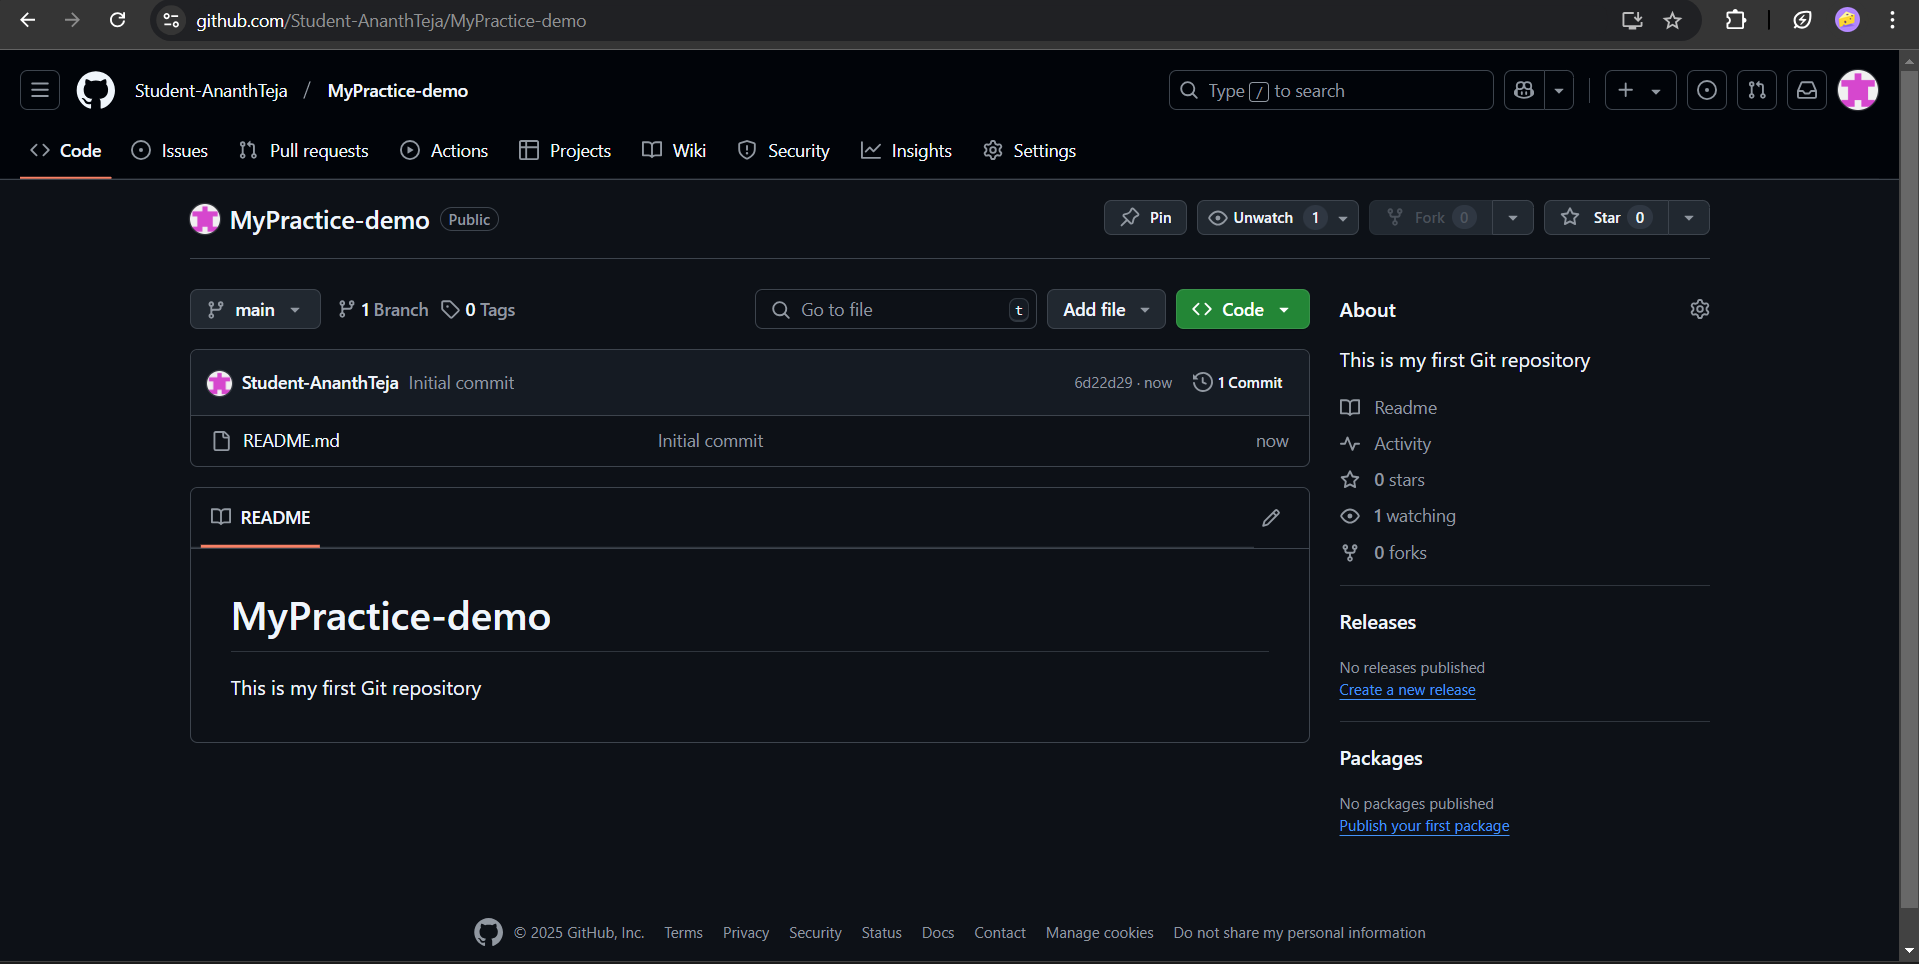 github.com/Student-AnanthTeja/MyPractice-demo
Student-AnanthTeja / MyPractice-demo
Type / to search
Code Issues Pull requests Actions Projects Wiki Security Insights Settings
MyPractice-demo Public
Pin Unwatch 1 Fork 0 Star 0
main 1 Branch 0 Tags
Go to file t Add file Code
Student-AnanthTeja Initial commit 6d22d29 · now 1 Commit
README.md Initial commit now
README
MyPractice-demo
This is my first Git repository
About
This is my first Git repository
Readme
Activity
0 stars
1 watching
0 forks
Releases
No releases published
Create a new release
Packages
No packages published
Publish your first package
© 2025 GitHub, Inc. Terms Privacy Security Status Docs Contact Manage cookies Do not share my personal information